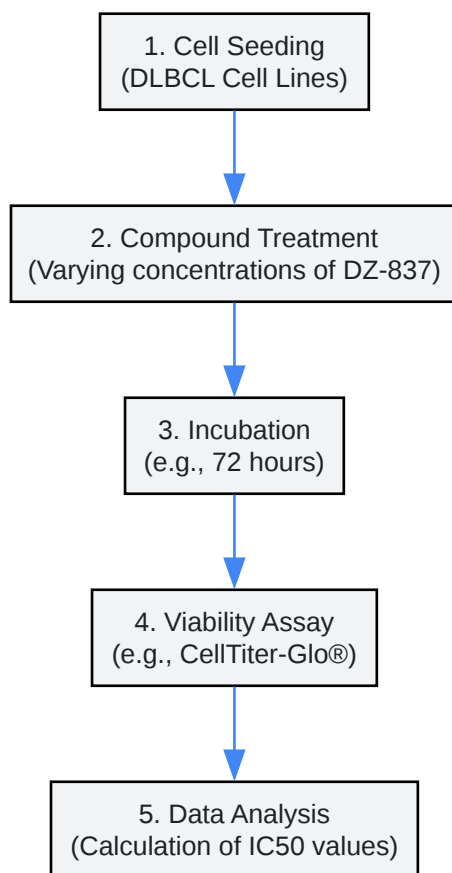 1. Cell Seeding
(DLBCL Cell Lines)
2. Compound Treatment
(Varying concentrations of DZ-837)
3. Incubation
(e.g., 72 hours)
4. Viability Assay
(e.g., CellTiter-Glo®)
5. Data Analysis
(Calculation of IC50 values)